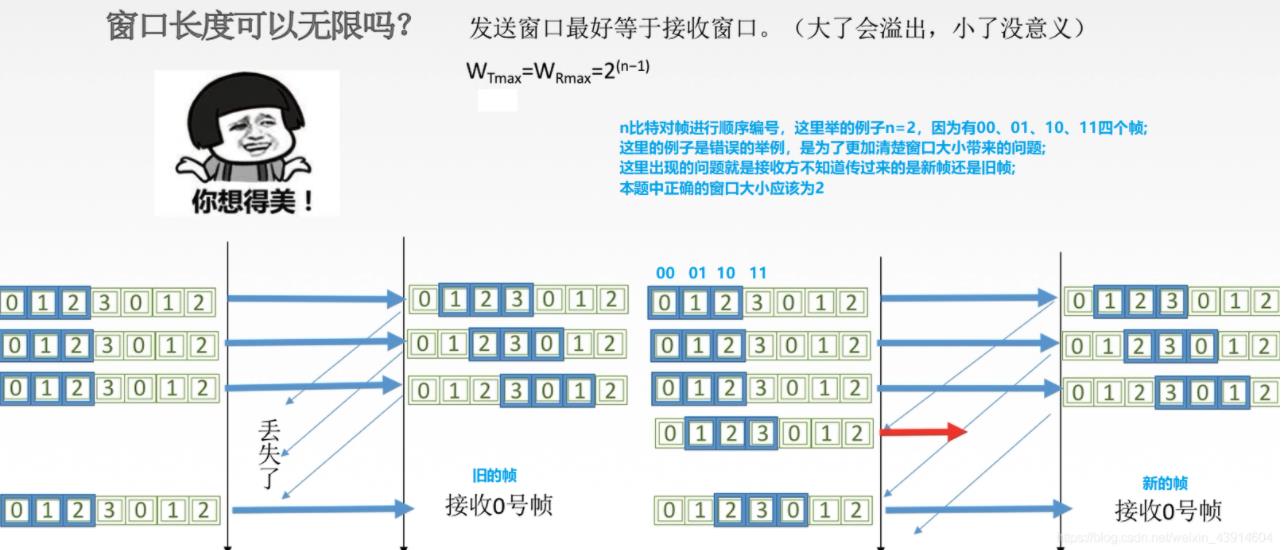 窗口长度可以无限吗？
发送窗口最好等于接收窗口。（大了会溢出，小了没意义）
WTmax=WRmax=2(n−1)
你想得美！
n比特对帧进行顺序编号，这里举的例子n=2，因为有00、01、10、11四个帧;
这里的例子是错误的举例，是为了更加清楚窗口大小带来的问题;
这里出现的问题就是接收方不知道传过来的是新帧还是旧帧;
本题中正确的窗口大小应该为2
00 01 10 11
0 1 2 3 0 1 2
0 1 2 3 0 1 2
0 1 2 3 0 1 2
0 1 2 3 0 1 2
0 1 2 3 0 1 2
0 1 2 3 0 1 2
0 1 2 3 0 1 2
0 1 2 3 0 1 2
0 1 2 3 0 1 2
0 1 2 3 0 1 2
0 1 2 3 0 1 2
0 1 2 3 0 1 2
丢失了
0 1 2 3 0 1 2
旧的帧
接收0号帧
0 1 2 3 0 1 2
0 1 2 3 0 1 2
新的帧
接收0号帧
https://blog.csdn.net/weixin_43914604